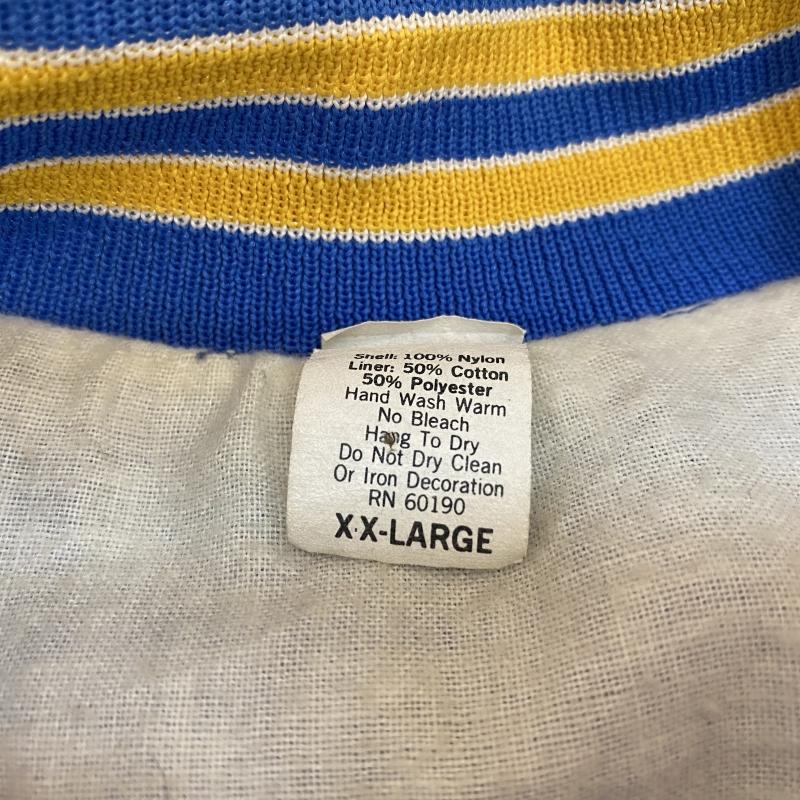 Shell: 100% Nylon
Liner: 50% Cotton
50% Polyester
Hand Wash Warm
No Bleach
Hang To Dry
Do Not Dry Clean
Or Iron Decoration
RN 60190
X-X-LARGE